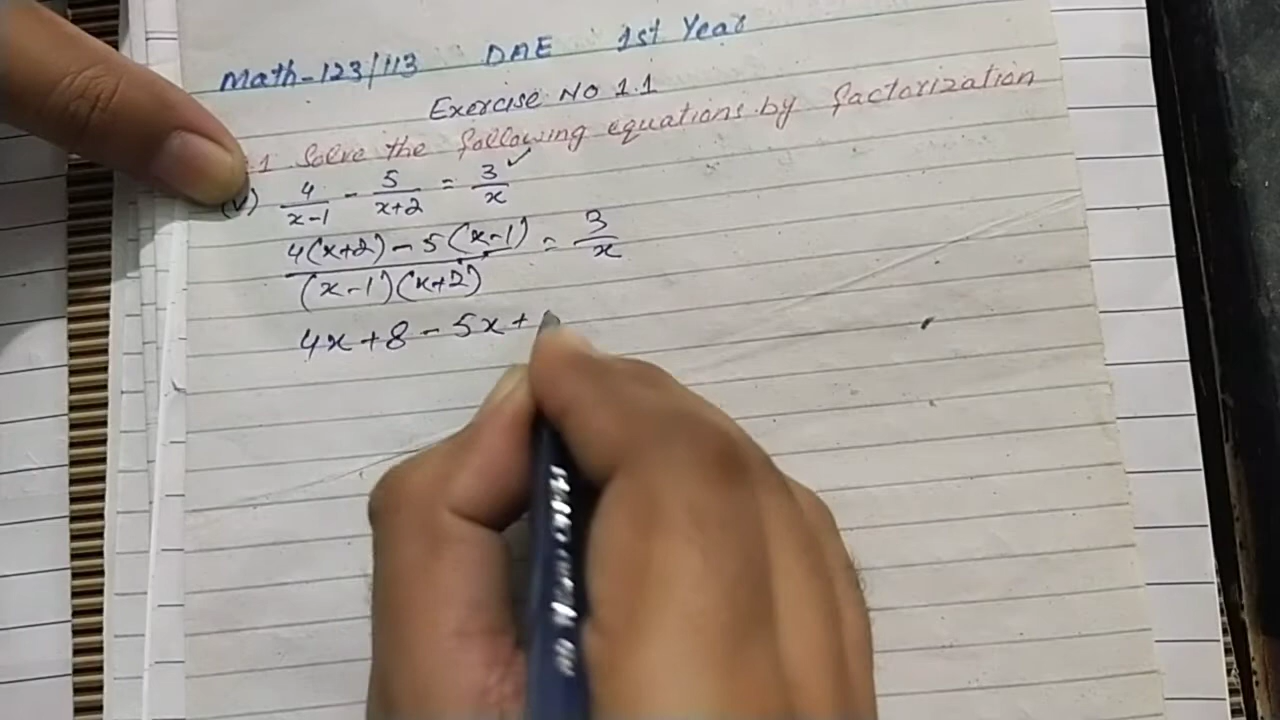 Math-123/113 DAE 1st Year
Exercise No 1.1
.1 Solve the following equations by factorization
(v) 4/(x-1) - 5/(x+2) = 3/x ✓
(4(x+2) - 5(x-1))/((x-1)(x+2)) = 3/x
4x + 8 - 5x +